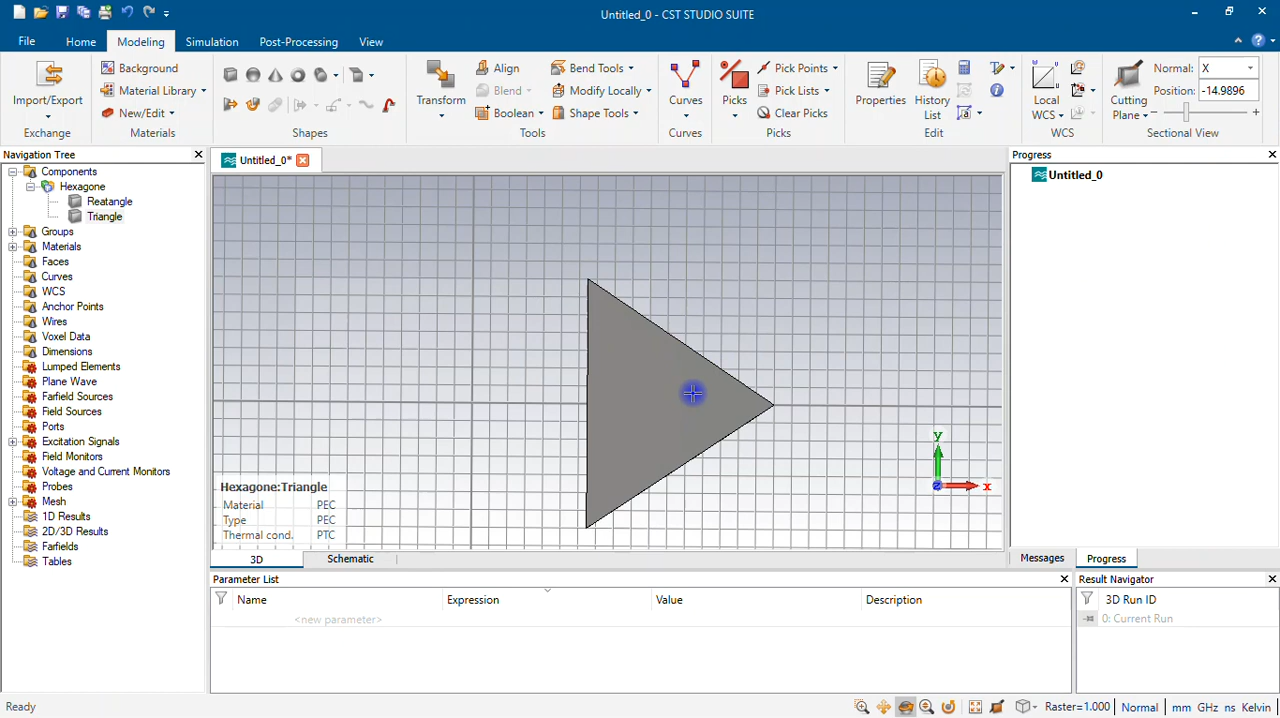 Untitled_0 - CST STUDIO SUITE
File
Home
Modeling
Simulation
Post-Processing
View
Import/Export
Exchange
Background
Material Library
New/Edit
Materials
Shapes
Transform
Align
Blend
Boolean
Bend Tools
Modify Locally
Shape Tools
Tools
Curves
Curves
Picks
Pick Points
Pick Lists
Clear Picks
Picks
Properties
History
List
Edit
Local
WCS
WCS
Cutting
Plane
Normal: X
Position: -14.9896
Sectional View
Navigation Tree
Components
Hexagone
Reatangle
Triangle
Groups
Materials
Faces
Curves
WCS
Anchor Points
Wires
Voxel Data
Dimensions
Lumped Elements
Plane Wave
Farfield Sources
Field Sources
Ports
Excitation Signals
Field Monitors
Voltage and Current Monitors
Probes
Mesh
1D Results
2D/3D Results
Farfields
Tables
Untitled_0*
Hexagone:Triangle
Material PEC
Type PEC
Thermal cond. PTC
y
x
3D
Schematic
Progress
Untitled_0
Messages
Progress
Parameter List
Name
Expression
Value
Description
<new parameter>
Result Navigator
3D Run ID
0: Current Run
Ready
Raster=1.000
Normal
mm GHz ns Kelvin